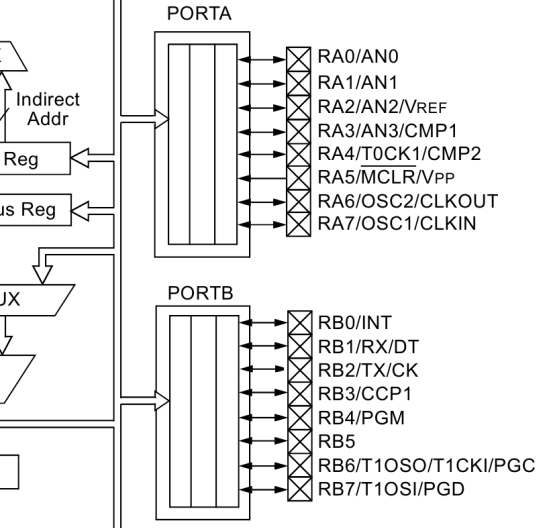 PORTA
RA0/AN0
RA1/AN1
RA2/AN2/VREF
RA3/AN3/CMP1
RA4/T0CK1/CMP2
RA5/MCLR/VPP
RA6/OSC2/CLKOUT
RA7/OSC1/CLKIN
Indirect
Addr
Reg
us Reg
UX
PORTB
RB0/INT
RB1/RX/DT
RB2/TX/CK
RB3/CCP1
RB4/PGM
RB5
RB6/T1OSO/T1CKI/PGC
RB7/T1OSI/PGD